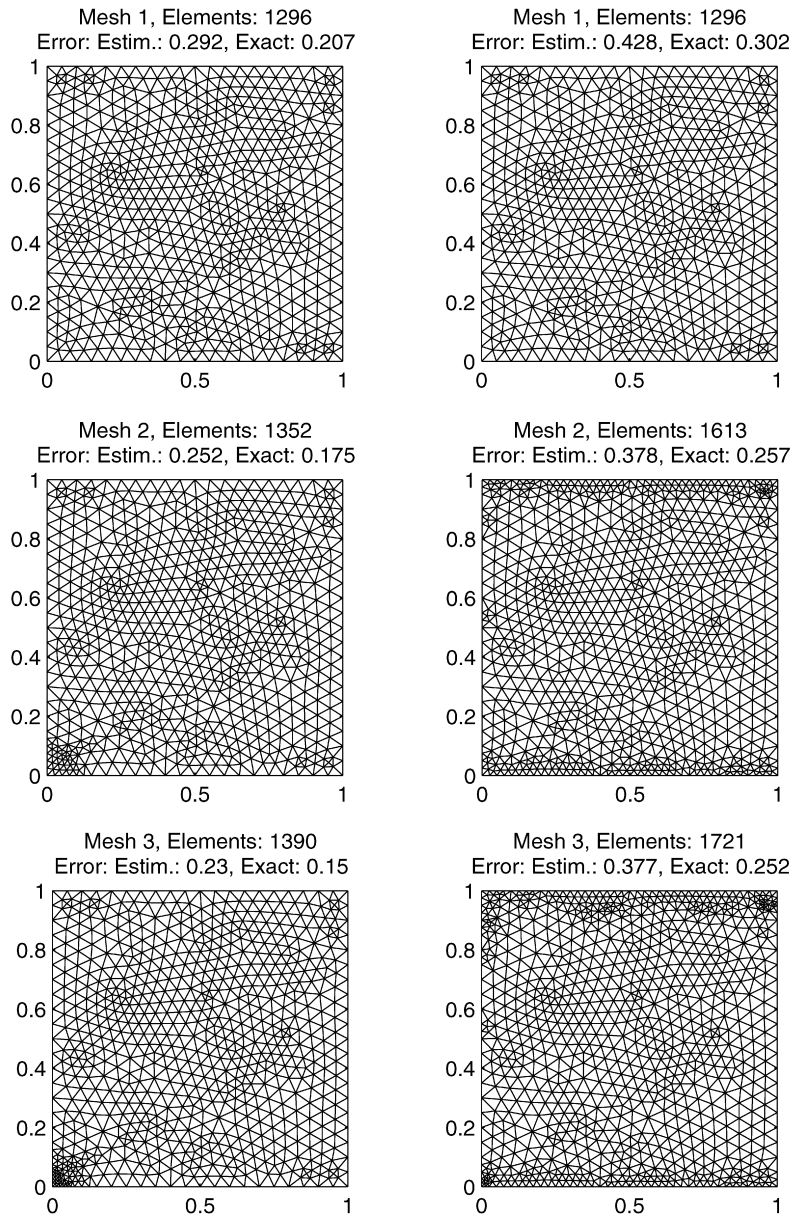 Mesh 1, Elements: 1296
Error: Estim.: 0.292, Exact: 0.207
1
0.8
0.6
0.4
0.2
0
0 0.5 1
Mesh 1, Elements: 1296
Error: Estim.: 0.428, Exact: 0.302
1
0.8
0.6
0.4
0.2
0
0 0.5 1
Mesh 2, Elements: 1352
Error: Estim.: 0.252, Exact: 0.175
1
0.8
0.6
0.4
0.2
0
0 0.5 1
Mesh 2, Elements: 1613
Error: Estim.: 0.378, Exact: 0.257
1
0.8
0.6
0.4
0.2
0
0 0.5 1
Mesh 3, Elements: 1390
Error: Estim.: 0.23, Exact: 0.15
1
0.8
0.6
0.4
0.2
0
0 0.5 1
Mesh 3, Elements: 1721
Error: Estim.: 0.377, Exact: 0.252
1
0.8
0.6
0.4
0.2
0
0 0.5 1